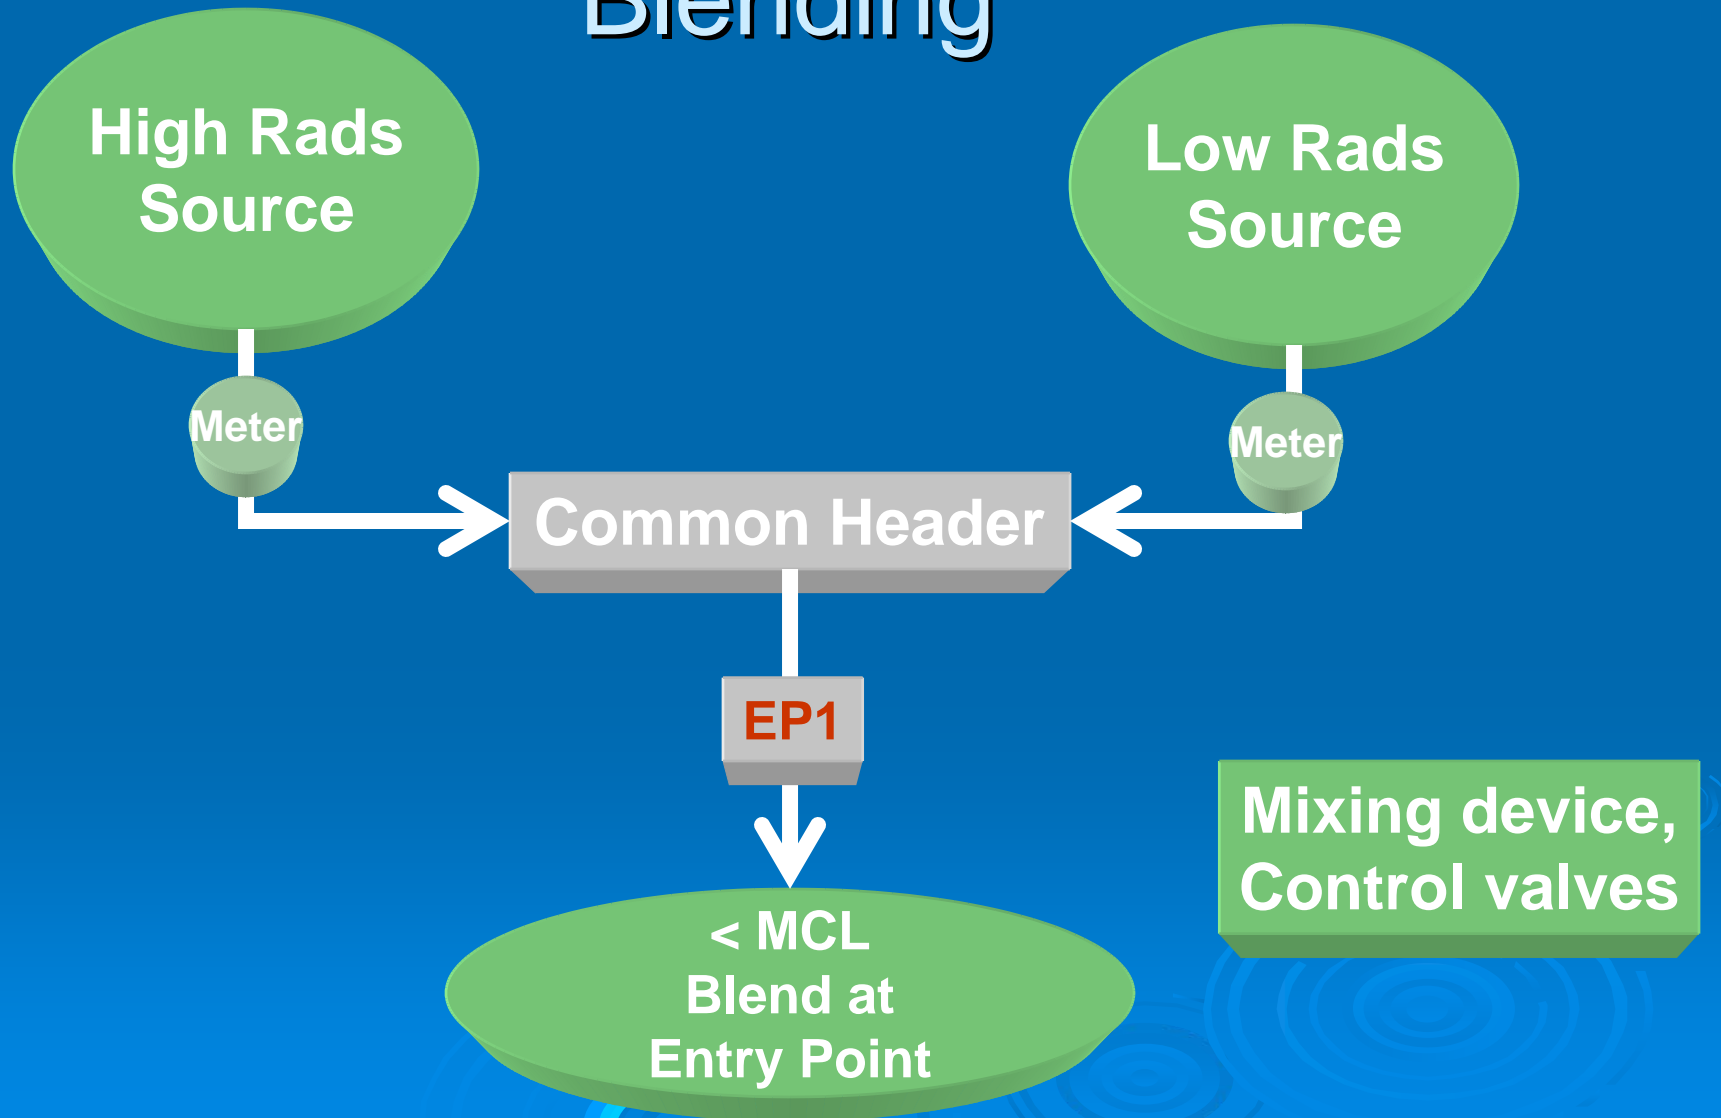 Blending
High Rads
Source
Low Rads
Source
Meter
Meter
Common Header
EP1
Mixing device,
Control valves
< MCL
Blend at
Entry Point